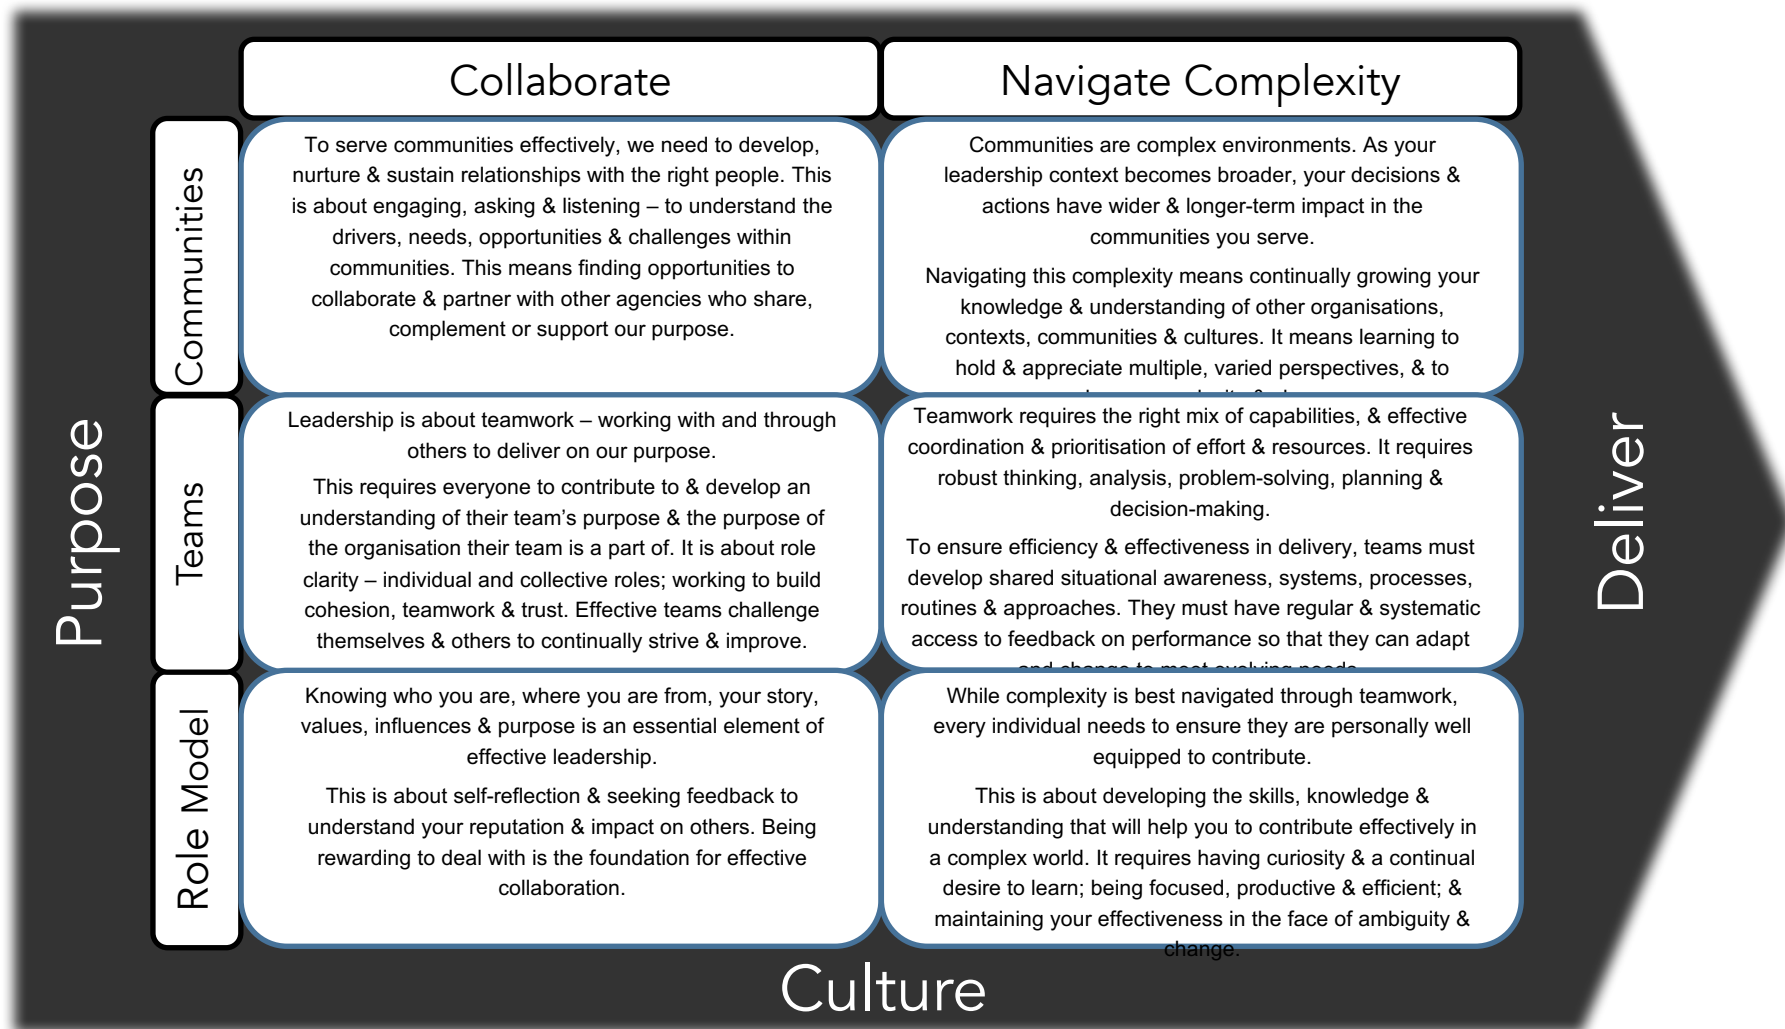 Collaborate
Navigate Complexity
Purpose
Communities
To serve communities effectively, we need to develop,
nurture & sustain relationships with the right people. This
is about engaging, asking & listening – to understand the
drivers, needs, opportunities & challenges within
communities. This means finding opportunities to
collaborate & partner with other agencies who share,
complement or support our purpose.
Communities are complex environments. As your
leadership context becomes broader, your decisions &
actions have wider & longer-term impact in the
communities you serve.
Navigating this complexity means continually growing your
knowledge & understanding of other organisations,
contexts, communities & cultures. It means learning to
hold & appreciate multiple, varied perspectives, & to
Teams
Leadership is about teamwork – working with and through
others to deliver on our purpose.
This requires everyone to contribute to & develop an
understanding of their team’s purpose & the purpose of
the organisation their team is a part of. It is about role
clarity – individual and collective roles; working to build
cohesion, teamwork & trust. Effective teams challenge
themselves & others to continually strive & improve.
Teamwork requires the right mix of capabilities, & effective
coordination & prioritisation of effort & resources. It requires
robust thinking, analysis, problem-solving, planning &
decision-making.
To ensure efficiency & effectiveness in delivery, teams must
develop shared situational awareness, systems, processes,
routines & approaches. They must have regular & systematic
access to feedback on performance so that they can adapt
and change to meet evolving needs.
Role Model
Knowing who you are, where you are from, your story,
values, influences & purpose is an essential element of
effective leadership.
This is about self-reflection & seeking feedback to
understand your reputation & impact on others. Being
rewarding to deal with is the foundation for effective
collaboration.
While complexity is best navigated through teamwork,
every individual needs to ensure they are personally well
equipped to contribute.
This is about developing the skills, knowledge &
understanding that will help you to contribute effectively in
a complex world. It requires having curiosity & a continual
desire to learn; being focused, productive & efficient; &
maintaining your effectiveness in the face of ambiguity &
change.
Deliver
Culture